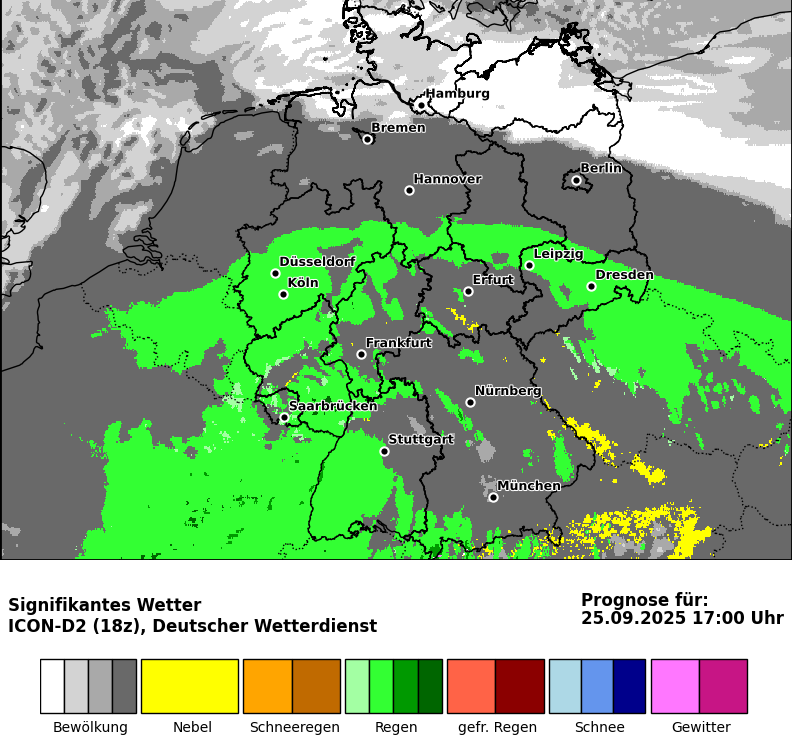 Hamburg
Bremen
Berlin
Hannover
Leipzig
Düsseldorf
Dresden
Erfurt
Köln
Frankfurt
Nürnberg
Saarbrücken
Stuttgart
München
Signifikantes Wetter
ICON-D2 (18z), Deutscher Wetterdienst
Prognose für:
25.09.2025 17:00 Uhr
Bewölkung Nebel Schneeregen Regen gefr. Regen Schnee Gewitter